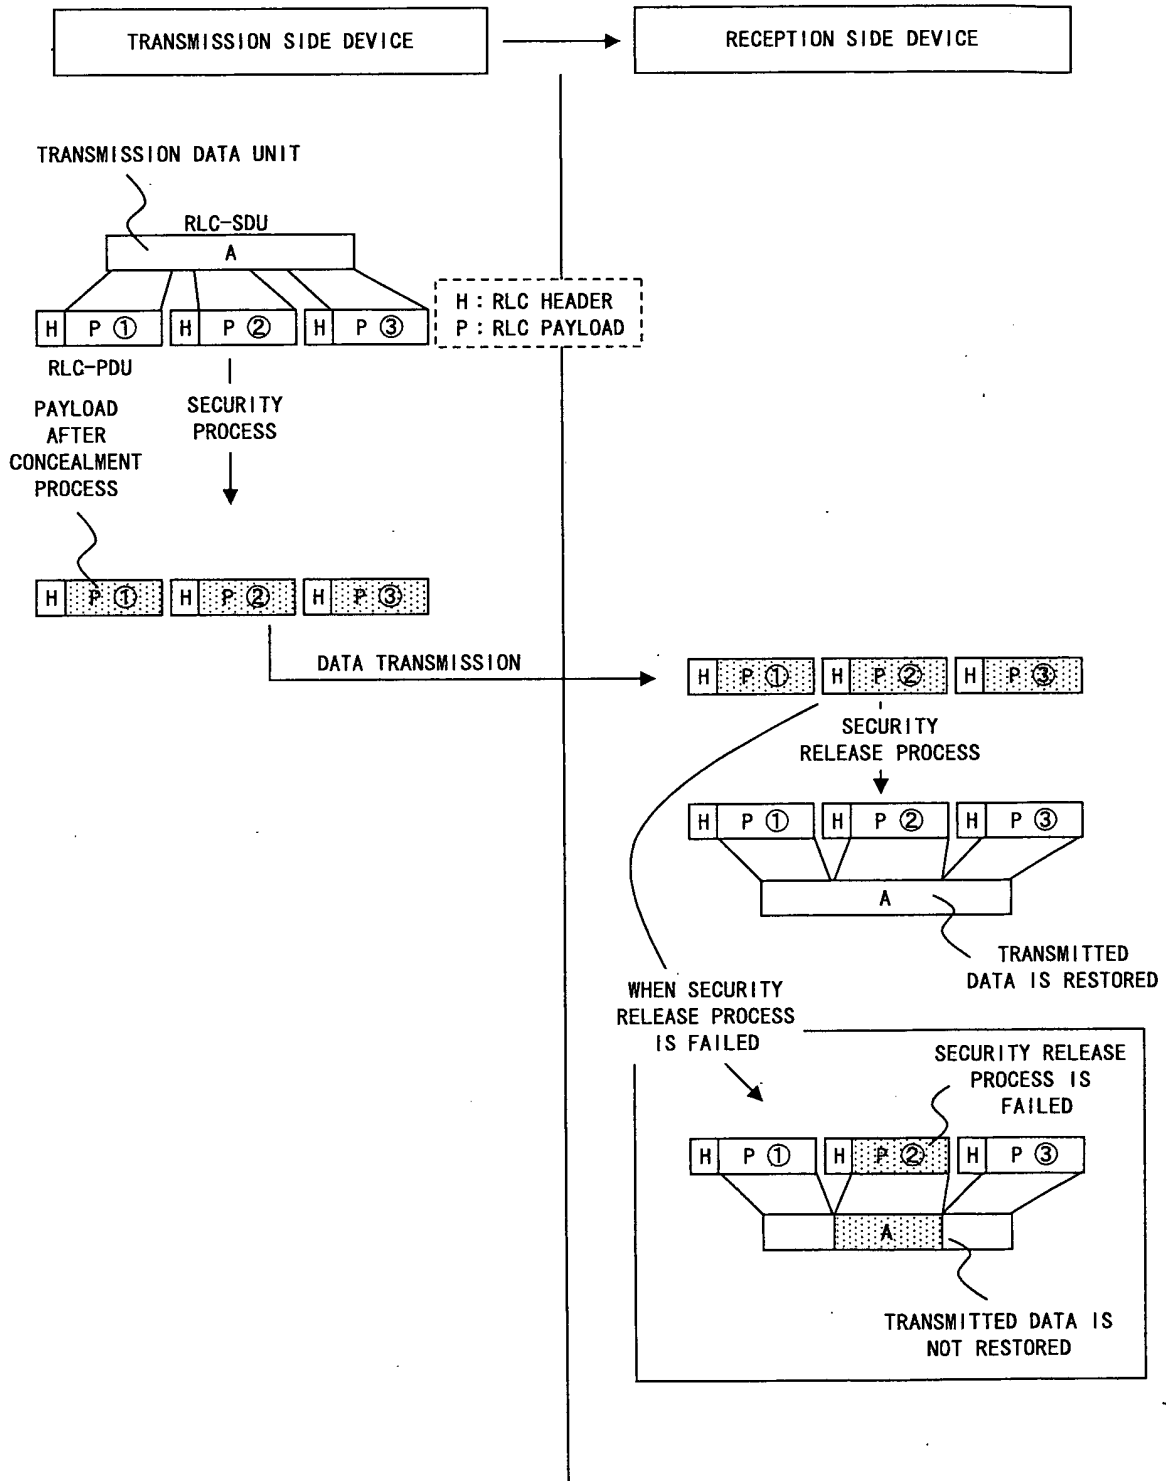 TRANSMISSION SIDE DEVICE
RECEPTION SIDE DEVICE
TRANSMISSION DATA UNIT
RLC-SDU
A
H : RLC HEADER
P : RLC PAYLOAD
H P ① H P ② H P ③
RLC-PDU
PAYLOAD
AFTER
CONCEALMENT
PROCESS
SECURITY
PROCESS
H P ① H P ② H P ③
DATA TRANSMISSION
H P ① H P ② H P ③
SECURITY
RELEASE PROCESS
H P ① H P ② H P ③
A
TRANSMITTED
DATA IS RESTORED
WHEN SECURITY
RELEASE PROCESS
IS FAILED
SECURITY RELEASE
PROCESS IS
FAILED
H P ① H P ② H P ③
A
TRANSMITTED DATA IS
NOT RESTORED